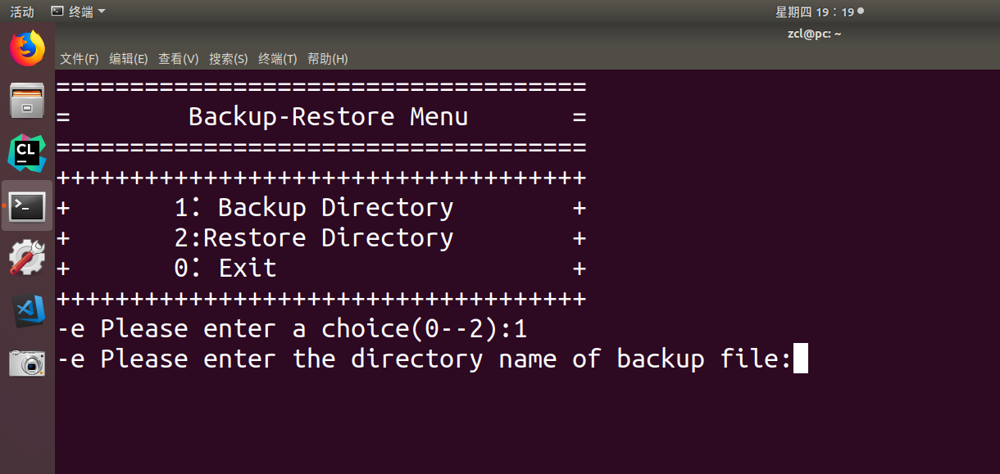 活动 终端 星期四 19：19
zcl@pc: ~
文件(F) 编辑(E) 查看(V) 搜索(S) 终端(T) 帮助(H)
====================================
= Backup-Restore Menu =
====================================
++++++++++++++++++++++++++++++++++++
+ 1：Backup Directory +
+ 2:Restore Directory +
+ 0：Exit +
++++++++++++++++++++++++++++++++++++
-e Please enter a choice(0--2):1
-e Please enter the directory name of backup file:
CL
>_